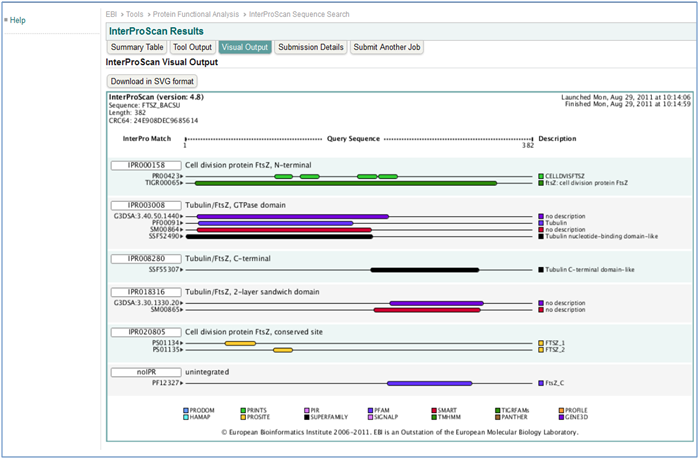 Help
EBI > Tools > Protein Functional Analysis > InterProScan Sequence Search
InterProScan Results
Summary Table Tool Output Visual Output Submission Details Submit Another Job
InterProScan Visual Output
Download in SVG format
InterProScan (version: 4.8)
Sequence: FTSZ_BACSU
Length: 382
CRC64: 24E908DEC9685614
Launched Mon, Aug 29, 2011 at 10:14:06
Finished Mon, Aug 29, 2011 at 10:14:59
InterPro Match Query Sequence Description
1 382
IPR000158 Cell division protein FtsZ, N-terminal
PR00423 CELLDVISFTSZ
TIGR00065 ftsZ: cell division protein FtsZ
IPR003008 Tubulin/FtsZ, GTPase domain
G3DSA:3.40.50.1440 no description
PF00091 Tubulin
SM00864 no description
SSF52490 Tubulin nucleotide-binding domain-like
IPR008280 Tubulin/FtsZ, C-terminal
SSF55307 Tubulin C-terminal domain-like
IPR018316 Tubulin/FtsZ, 2-layer sandwich domain
G3DSA:3.30.1330.20 no description
SM00865 no description
IPR020805 Cell division protein FtsZ, conserved site
PS01134 FTSZ_1
PS01135 FTSZ_2
noIPR unintegrated
PF12327 FtsZ_C
PRODOM PRINTS PIR PFAM SMART TIGRFAMs PROFILE
HAMAP PROSITE SUPERFAMILY SIGNALP TMHMM PANTHER GENE3D
© European Bioinformatics Institute 2006-2011. EBI is an Outstation of the European Molecular Biology Laboratory.